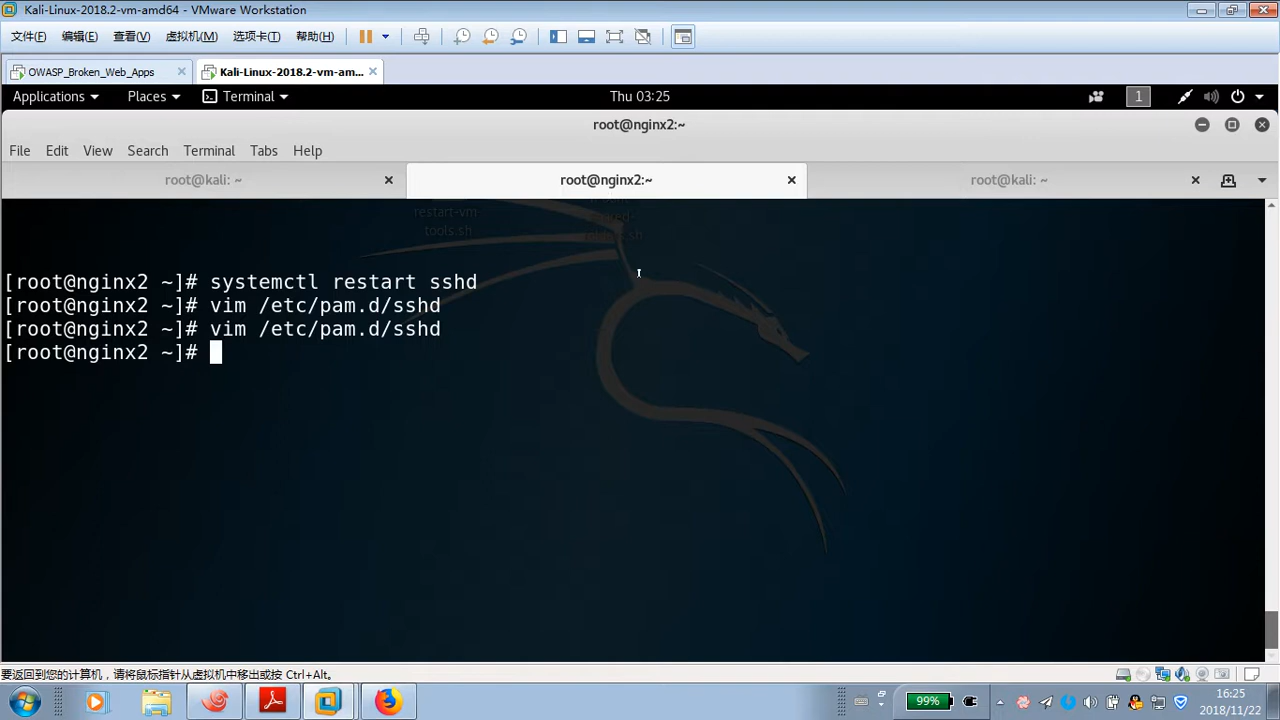 Kali-Linux-2018.2-vm-amd64 - VMware Workstation
文件(F) 编辑(E) 查看(V) 虚拟机(M) 选项卡(T) 帮助(H)
OWASP_Broken_Web_Apps Kali-Linux-2018.2-vm-am...
Applications Places Terminal Thu 03:25 1
root@nginx2:~
File Edit View Search Terminal Tabs Help
root@kali: ~ root@nginx2:~ root@kali: ~
restart-vm
tools.sh
[root@nginx2 ~]# systemctl restart sshd
[root@nginx2 ~]# vim /etc/pam.d/sshd
[root@nginx2 ~]# vim /etc/pam.d/sshd
[root@nginx2 ~]#
要返回到您的计算机，请将鼠标指针从虚拟机中移出或按 Ctrl+Alt。
99%
16:25
2018/11/22